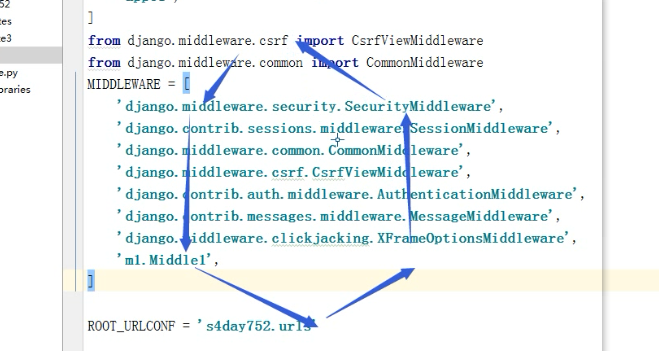 52
tes
te3
e.py
braries
]
from django.middleware.csrf import CsrfViewMiddleware
from django.middleware.common import CommonMiddleware
MIDDLEWARE = [
'django.middleware.security.SecurityMiddleware',
'django.contrib.sessions.middleware.SessionMiddleware',
'django.middleware.common.CommonMiddleware',
'django.middleware.csrf.CsrfViewMiddleware',
'django.contrib.auth.middleware.AuthenticationMiddleware',
'django.contrib.messages.middleware.MessageMiddleware',
'django.middleware.clickjacking.XFrameOptionsMiddleware',
'm1.Middle1',
]
ROOT_URLCONF = 's4day752.urls'